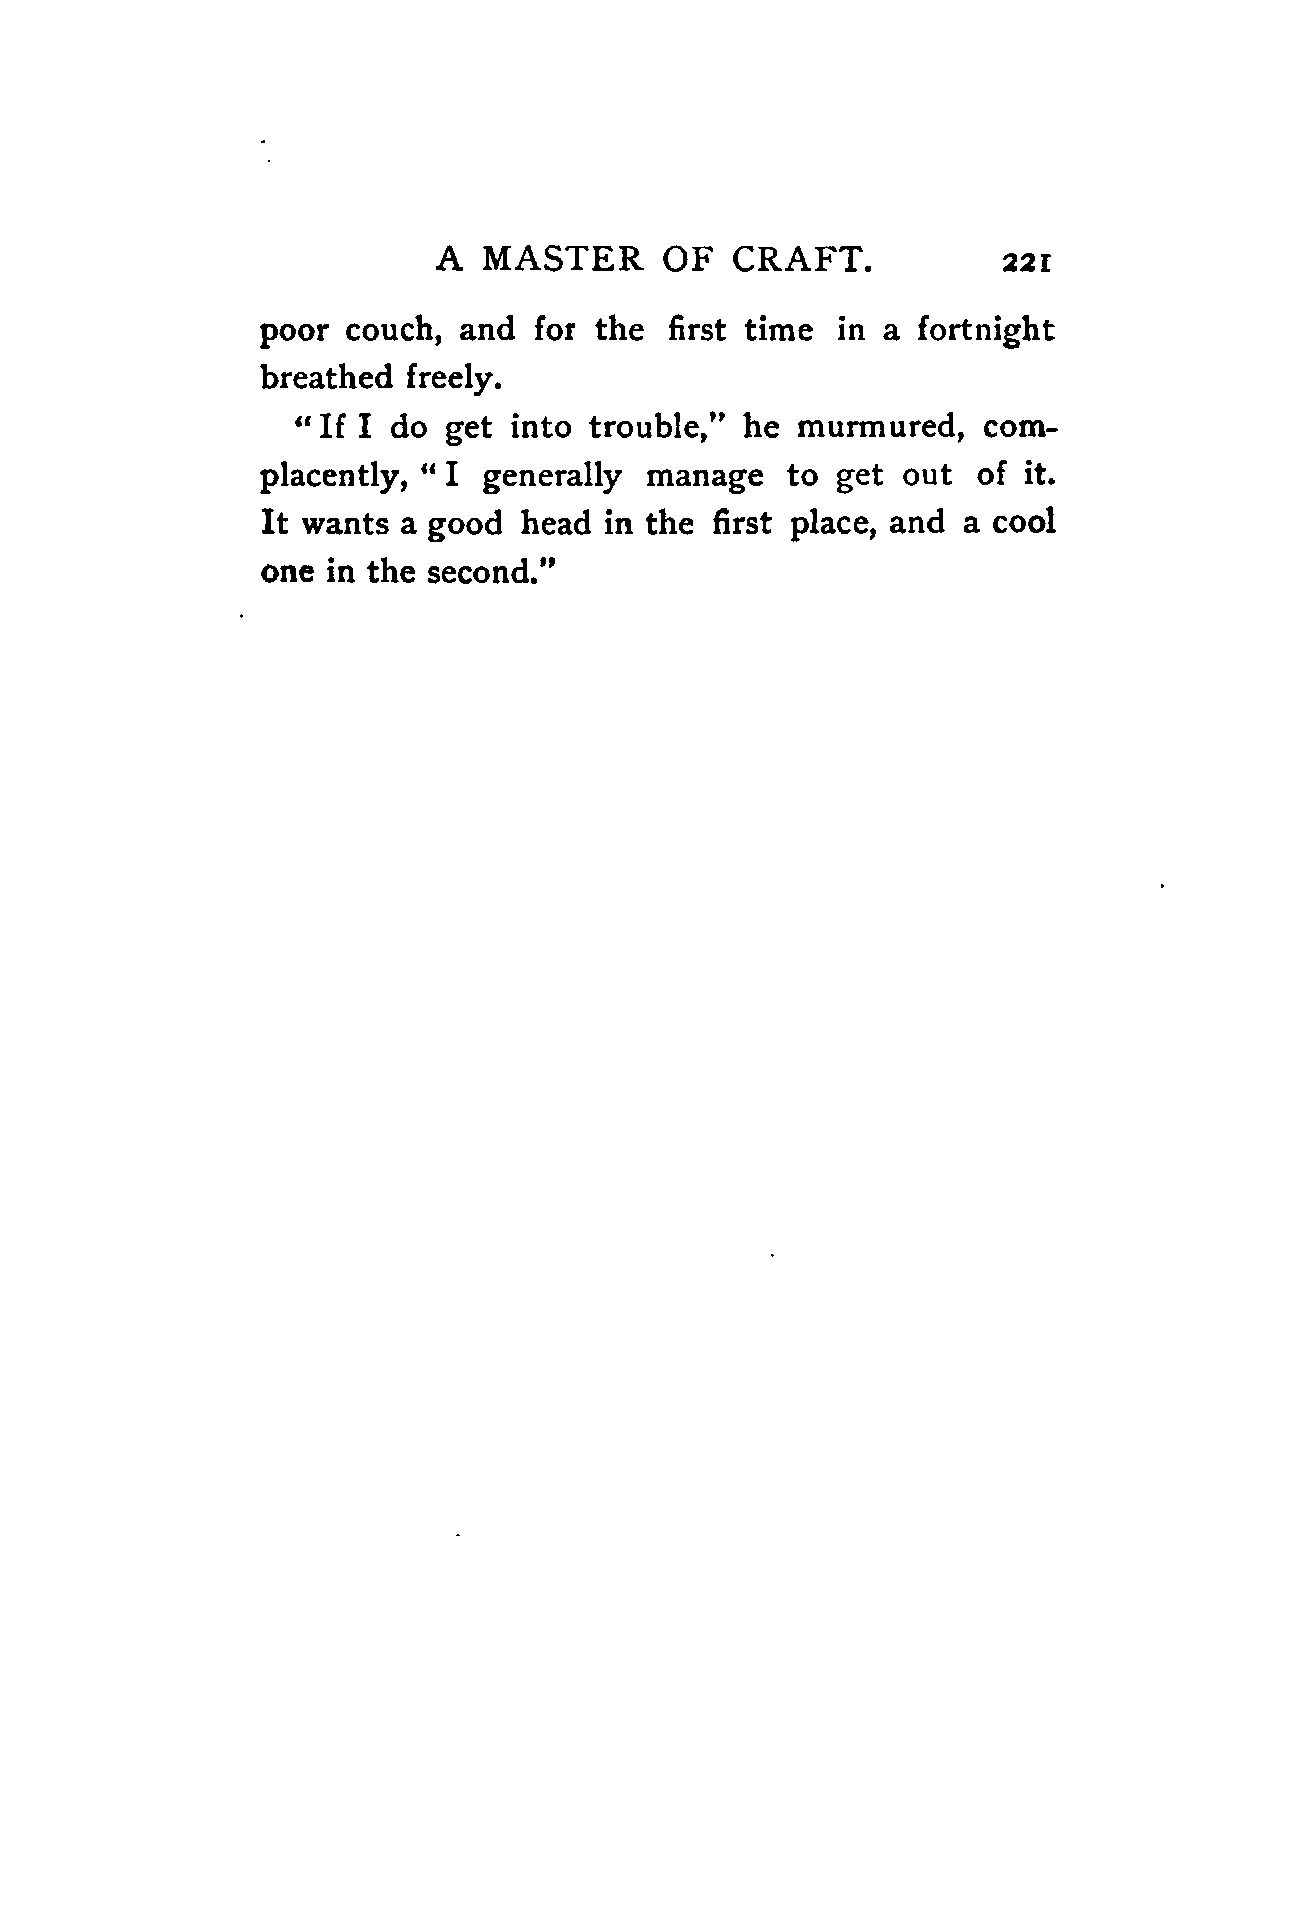 A MASTER OF CRAFT. 221
poor couch, and for the first time in a fortnight
breathed freely.
"If I do get into trouble," he murmured, com-
placently, "I generally manage to get out of it.
It wants a good head in the first place, and a cool
one in the second."